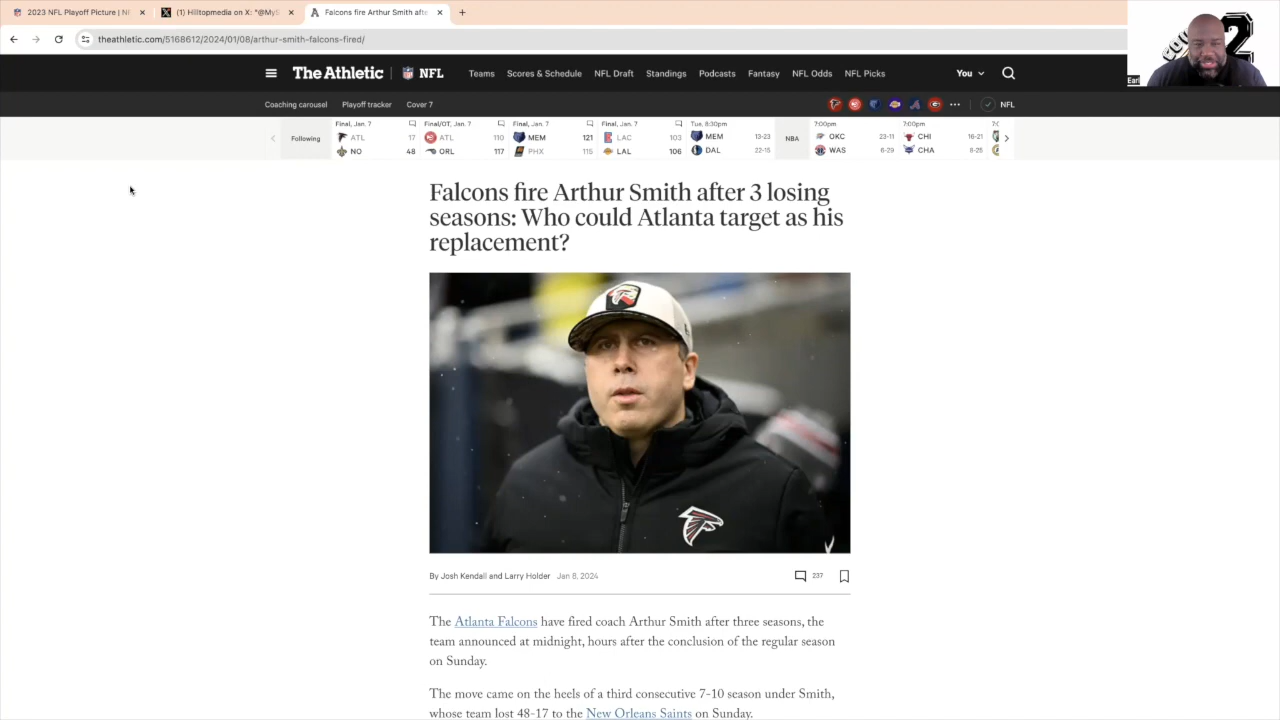 2023 NFL Playoff Picture | NF
(1) Hilltopmedia on X: "@MyS
Falcons fire Arthur Smith afte
theathletic.com/5168612/2024/01/08/arthur-smith-falcons-fired/
Earl
The Athletic NFL Teams Scores & Schedule NFL Draft Standings Podcasts Fantasy NFL Odds NFL Picks You
Coaching carousel Playoff tracker Cover 7 NFL
Following
Final, Jan. 7
ATL 17
NO 48
Final/OT, Jan. 7
ATL 110
ORL 117
Final, Jan. 7
MEM 121
PHX 115
Final, Jan. 7
LAC 103
LAL 106
Tue, 8:30pm
MEM 13-23
DAL 22-15
NBA
7:00pm
OKC 23-11
WAS 6-29
7:00pm
CHI 16-21
CHA 8-25
Falcons fire Arthur Smith after 3 losing
seasons: Who could Atlanta target as his
replacement?
By Josh Kendall and Larry Holder Jan 8, 2024 237
The Atlanta Falcons have fired coach Arthur Smith after three seasons, the
team announced at midnight, hours after the conclusion of the regular season
on Sunday.
The move came on the heels of a third consecutive 7-10 season under Smith,
whose team lost 48-17 to the New Orleans Saints on Sunday.